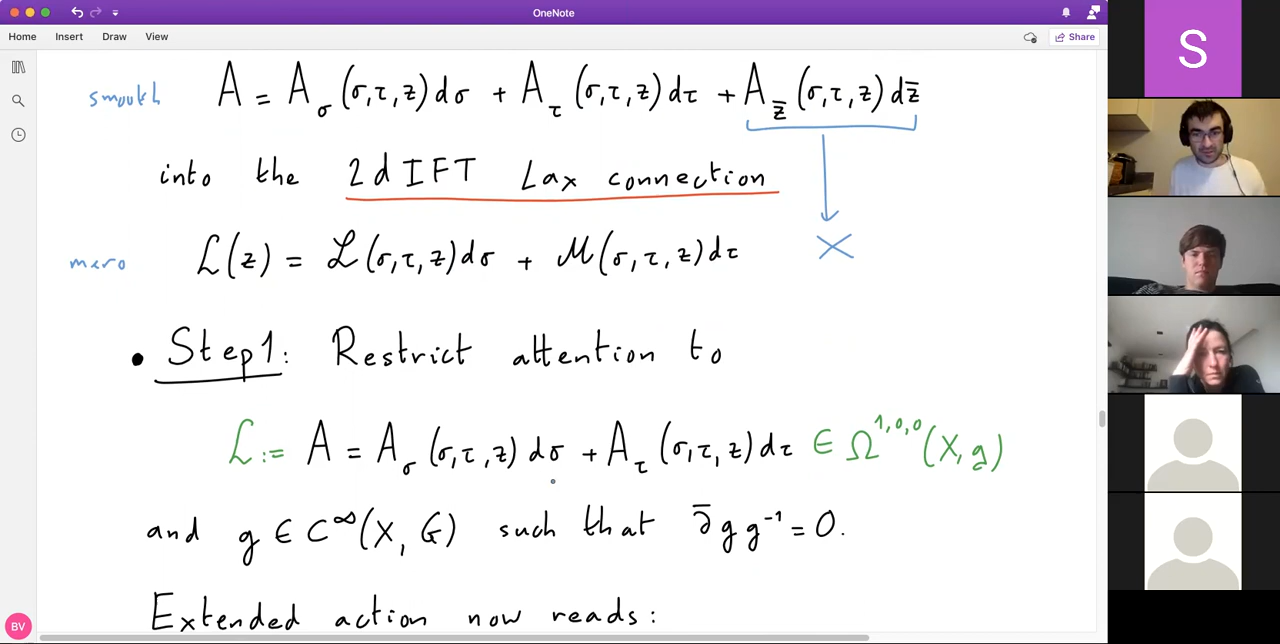 OneNote
Home Insert Draw View Share
smooth A = A_σ (σ,τ,z) dσ + A_τ (σ,τ,z) dτ + A_z̄ (σ,τ,z) dz̄
into the 2d IFT Lax connection
mero ℒ(z) = ℒ(σ,τ,z) dσ + ℳ(σ,τ,z) dτ
• Step 1: Restrict attention to
ℒ := A = A_σ (σ,τ,z) dσ + A_τ (σ,τ,z) dτ ∈ Ω^{1,0,0}(X, g)
and g ∈ C^∞(X, G) such that ∂̄g g⁻¹ = 0.
Extended action now reads:
BV
S